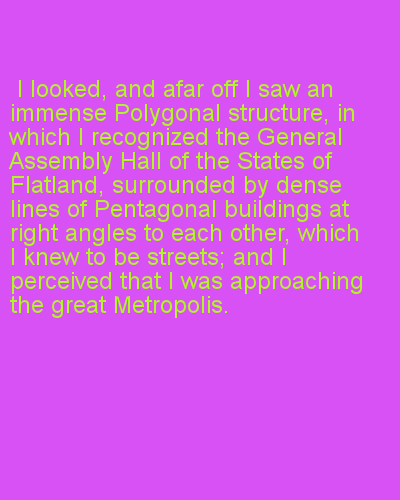 I looked, and afar off I saw an
immense Polygonal structure, in
which I recognized the General
Assembly Hall of the States of
Flatland, surrounded by dense
lines of Pentagonal buildings at
right angles to each other, which
I knew to be streets; and I
perceived that I was approaching
the great Metropolis.